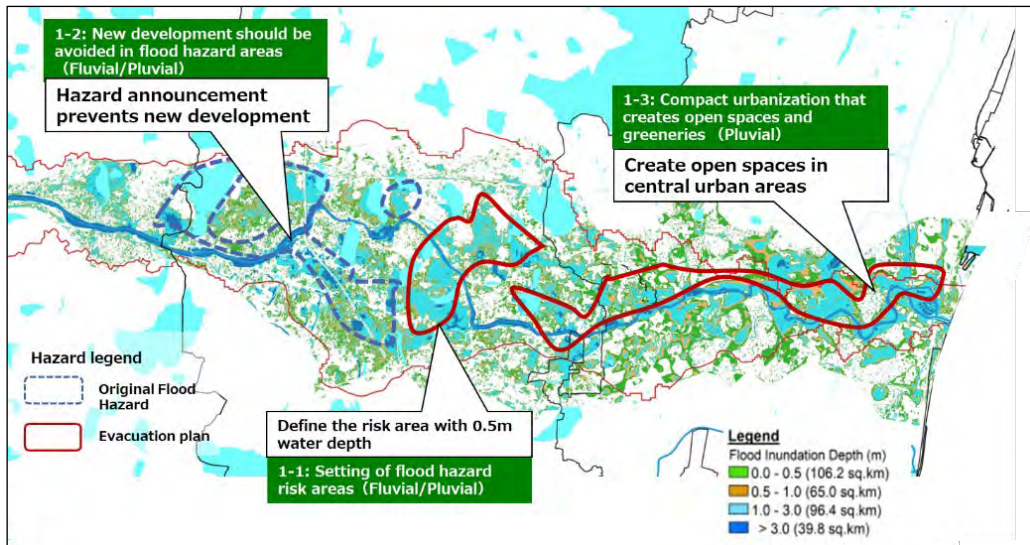 1-2: New development should be
avoided in flood hazard areas
(Fluvial/Pluvial)
Hazard announcement
prevents new development
1-3: Compact urbanization that
creates open spaces and
greeneries (Pluvial)
Create open spaces in
central urban areas
Hazard legend
Original Flood
Hazard
Evacuation plan
Define the risk area with 0.5m
water depth
1-1: Setting of flood hazard
risk areas (Fluvial/Pluvial)
Legend
Flood Inundation Depth (m)
0.0 - 0.5 (106.2 sq.km)
0.5 - 1.0 (65.0 sq.km)
1.0 - 3.0 (96.4 sq.km)
> 3.0 (39.8 sq.km)